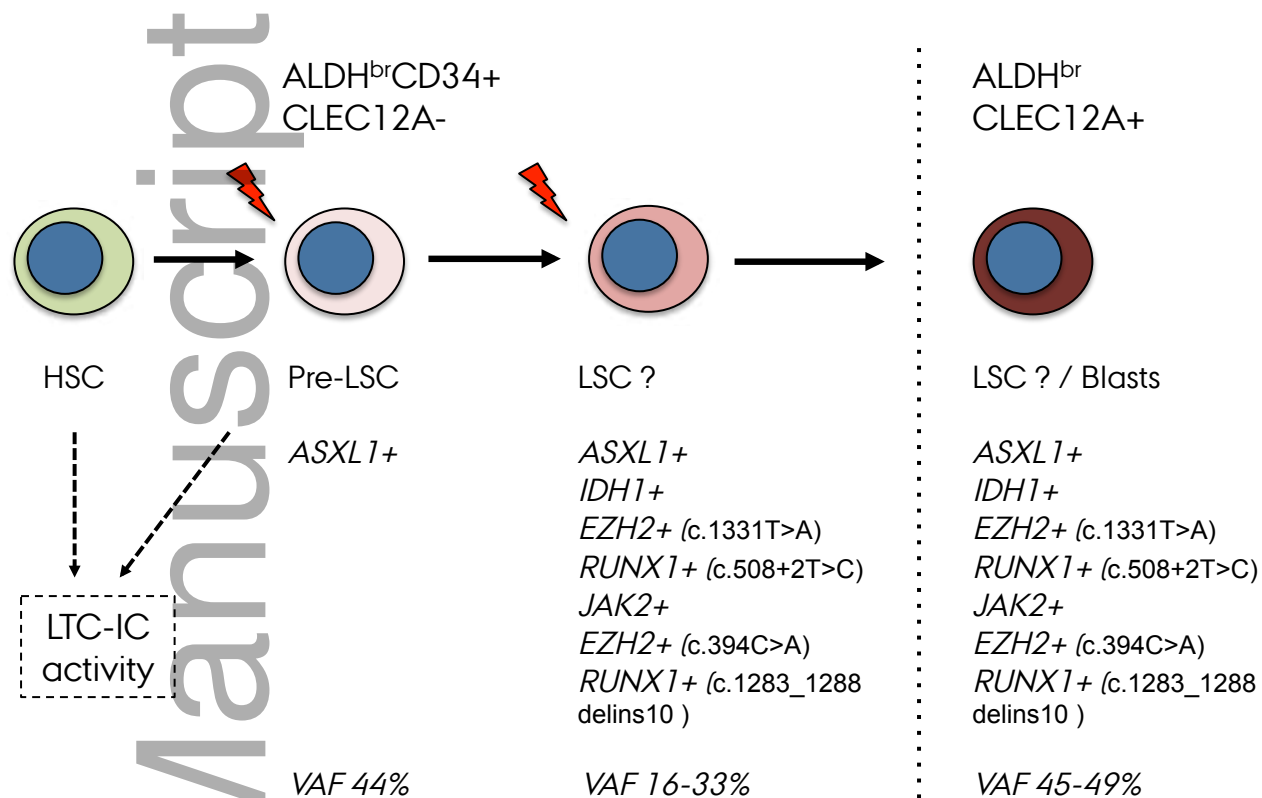 Manuscript
ALDHbrCD34+
CLEC12A-
ALDHbr
CLEC12A+
HSC
Pre-LSC
LSC ?
LSC ? / Blasts
ASXL1+
ASXL1+
IDH1+
EZH2+ (c.1331T>A)
RUNX1+ (c.508+2T>C)
JAK2+
EZH2+ (c.394C>A)
RUNX1+ (c.1283_1288
delins10 )
ASXL1+
IDH1+
EZH2+ (c.1331T>A)
RUNX1+ (c.508+2T>C)
JAK2+
EZH2+ (c.394C>A)
RUNX1+ (c.1283_1288
delins10 )
LTC-IC
activity
VAF 44%
VAF 16-33%
VAF 45-49%